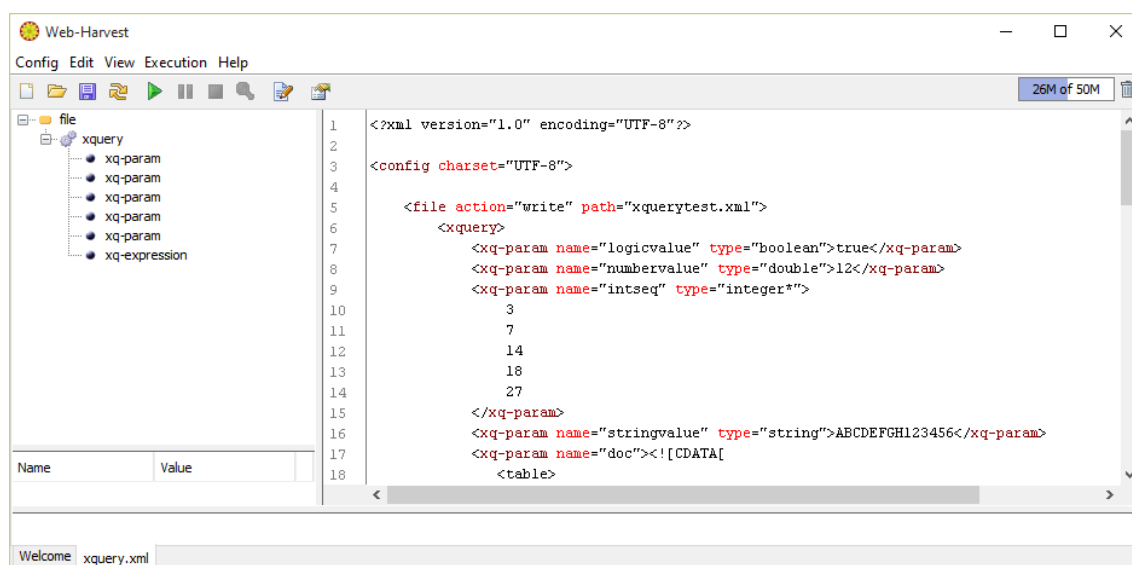 Web-Harvest
Config Edit View Execution Help
26M of 50M
file
xquery
xq-param
xq-param
xq-param
xq-param
xq-param
xq-expression
Name Value
1 <?xml version="1.0" encoding="UTF-8"?>
2
3 <config charset="UTF-8">
4
5 <file action="write" path="xquerytest.xml">
6 <xquery>
7 <xq-param name="logicvalue" type="boolean">true</xq-param>
8 <xq-param name="numbervalue" type="double">12</xq-param>
9 <xq-param name="intseq" type="integer*">
10 3
11 7
12 14
13 18
14 27
15 </xq-param>
16 <xq-param name="stringvalue" type="string">ABCDEFGH123456</xq-param>
17 <xq-param name="doc"><![CDATA[
18 <table>
Welcome xquery.xml